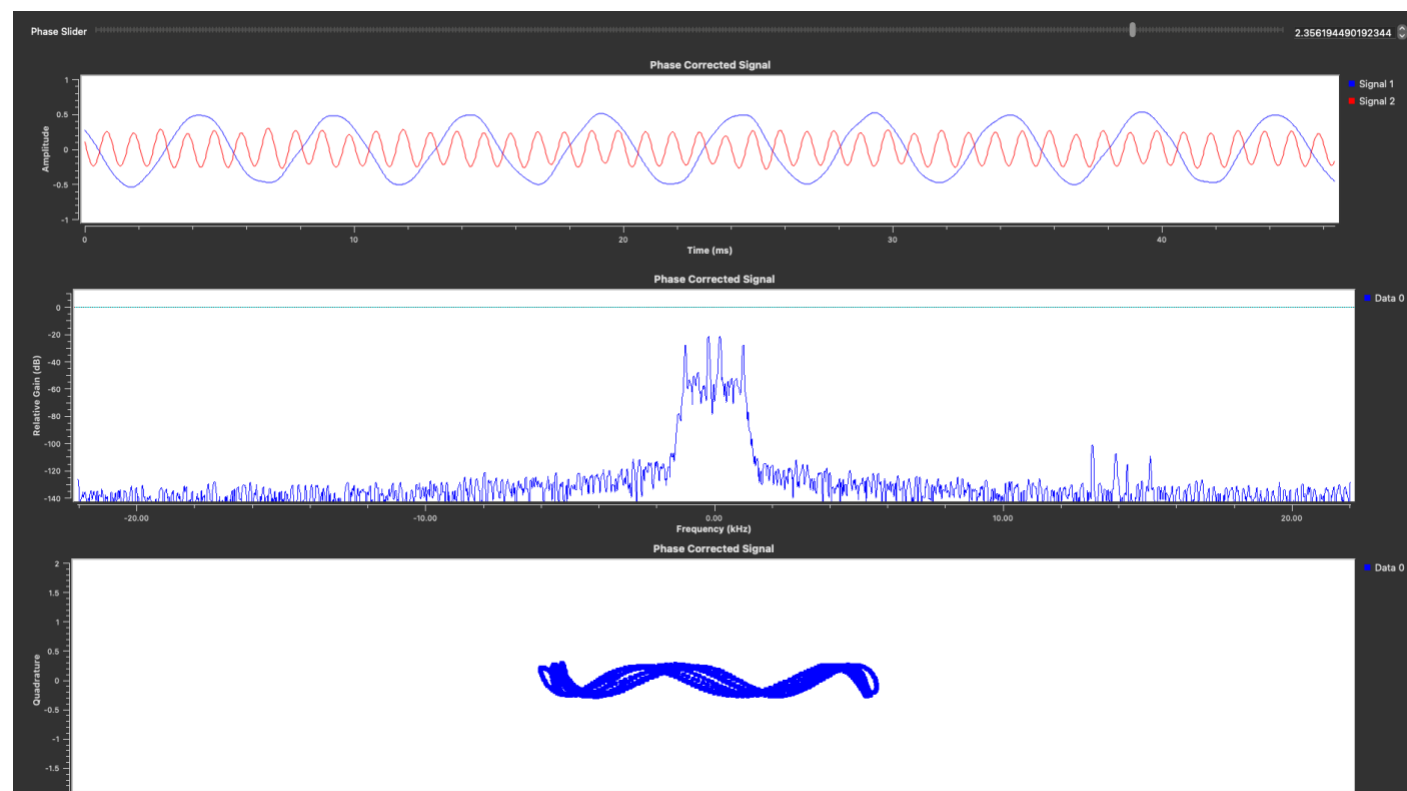 Phase Slider 2.356194490192344
Phase Corrected Signal
1
0.5
0
-0.5
-1
Amplitude
Signal 1
Signal 2
0 10 20 30 40
Time (ms)
Phase Corrected Signal
0
-20
-40
-60
-80
-100
-120
-140
Relative Gain (dB)
Data 0
-20.00 -10.00 0.00 10.00 20.00
Frequency (kHz)
Phase Corrected Signal
2
1.5
1
0.5
0
-0.5
-1
-1.5
Quadrature
Data 0